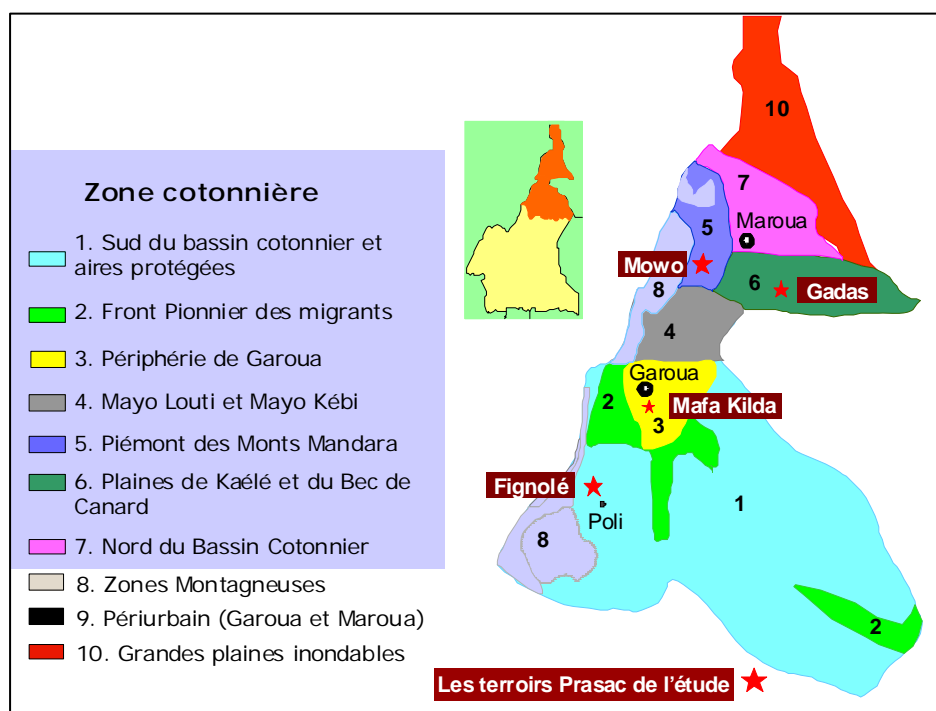 Zone cotonnière
1. Sud du bassin cotonnier et
aires protégées
2. Front Pionnier des migrants
3. Périphérie de Garoua
4. Mayo Louti et Mayo Kébi
5. Piémont des Monts Mandara
6. Plaines de Kaélé et du Bec de
Canard
7. Nord du Bassin Cotonnier
8. Zones Montagneuses
9. Périurbain (Garoua et Maroua)
10. Grandes plaines inondables
10
7
Maroua
5
Mowo
6
Gadas
8
4
Garoua
2
Mafa Kilda
3
Fignolé
Poli
1
8
2
Les terroirs Prasac de l'étude